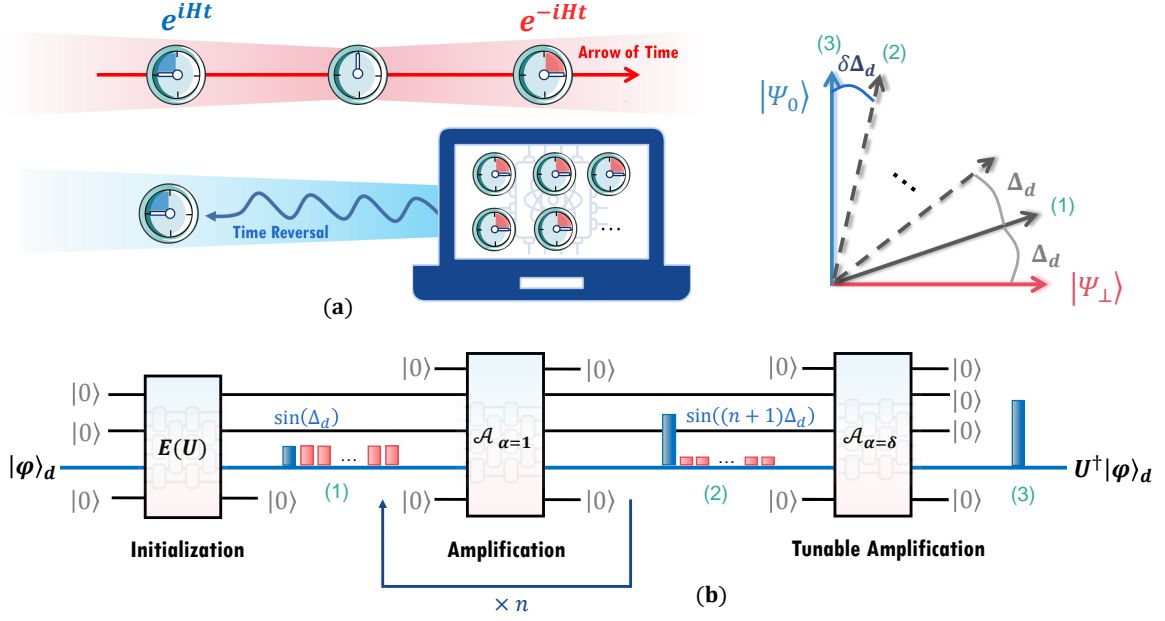 e^{iHt}
e^{-iHt}
Arrow of Time
Time Reversal
...
(a)
(3)
δΔ_d
(2)
|Ψ_0⟩
...
Δ_d
(1)
Δ_d
|Ψ_⊥⟩
|0⟩
|0⟩
|φ⟩_d
|0⟩
E(U)
|0⟩
Initialization
sin(Δ_d)
...
(1)
|0⟩
|0⟩
𝒜_{α=1}
|0⟩
|0⟩
Amplification
× n
sin((n + 1)Δ_d)
...
(2)
|0⟩
|0⟩
𝒜_{α=δ}
|0⟩
|0⟩
|0⟩
|0⟩
Tunable Amplification
(3)
U^†|φ⟩_d
(b)